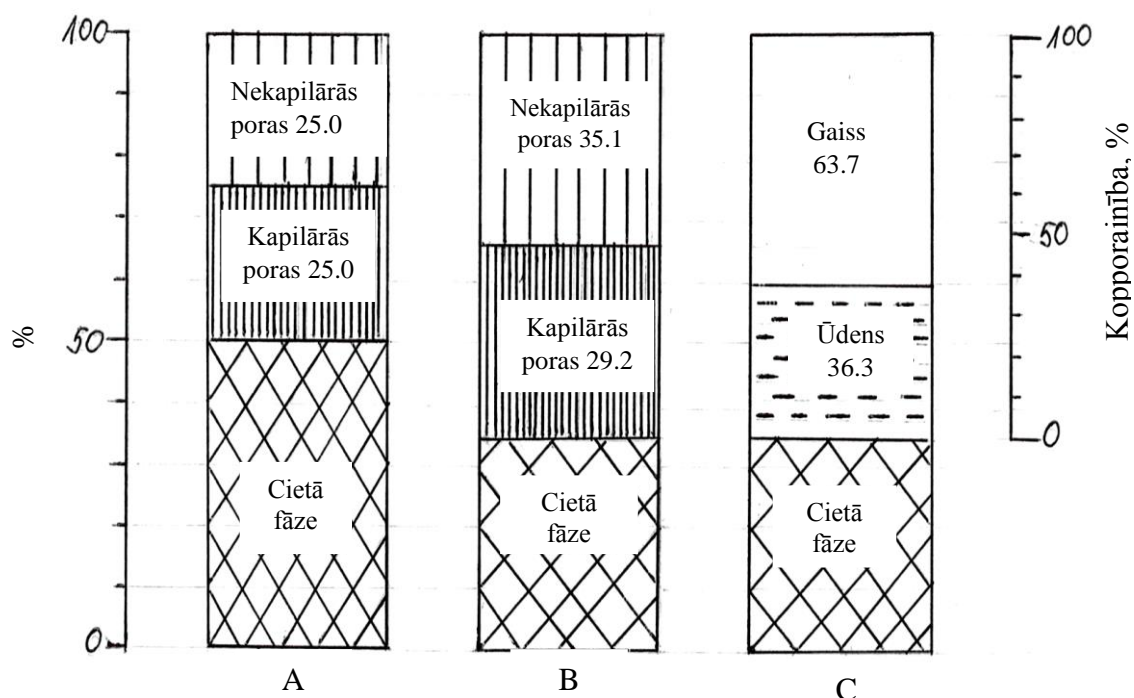 100
50
0
%
Nekapilārās
poras 25.0
Kapilārās
poras 25.0
Cietā
fāze
A
Nekapilārās
poras 35.1
Kapilārās
poras 29.2
Cietā
fāze
B
Gaiss
63.7
Ūdens
36.3
Cietā
fāze
C
100
50
0
Kopporainība, %